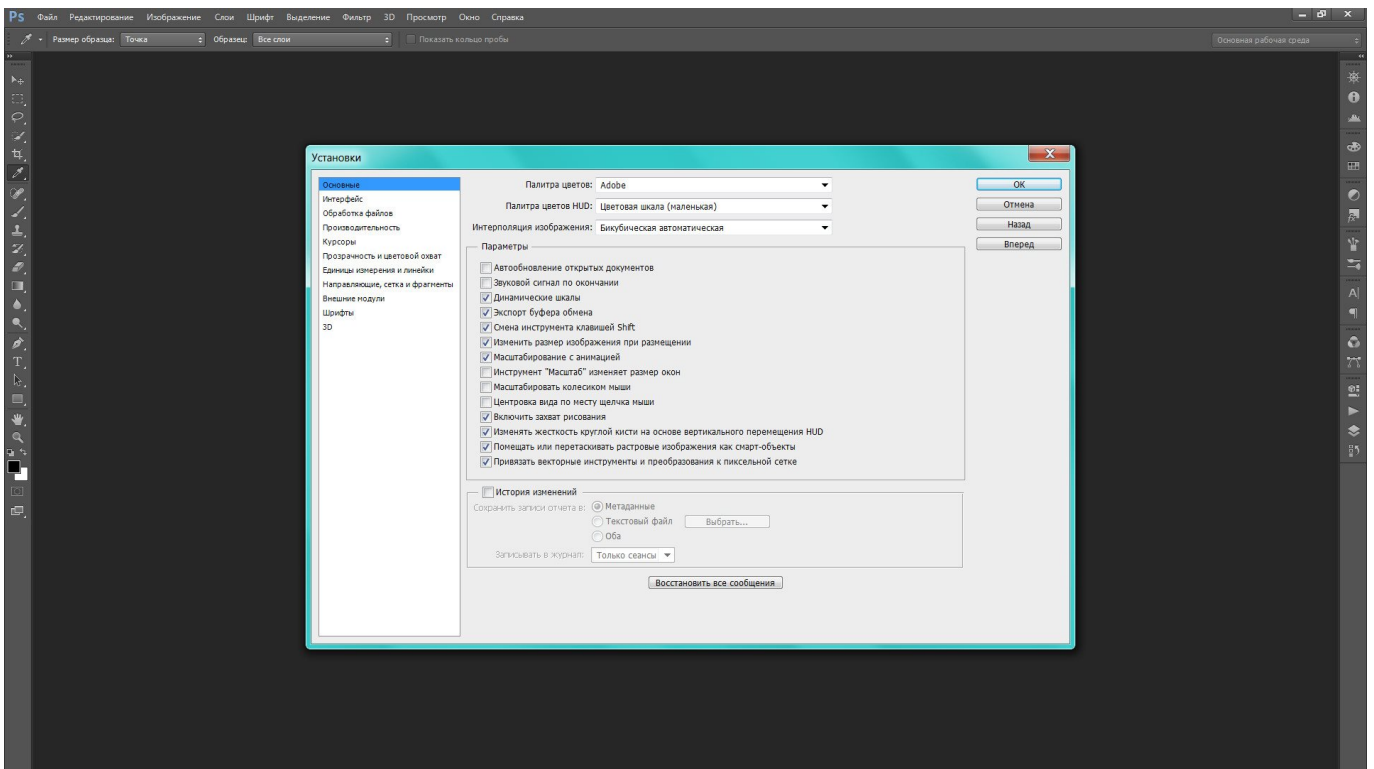 Ps Файл Редактирование Изображение Слои Шрифт Выделение Фильтр 3D Просмотр Окно Справка
Размер образца: Точка Образец: Все слои Показать кольцо пробы Основная рабочая среда
Установки
Основные
Интерфейс
Обработка файлов
Производительность
Курсоры
Прозрачность и цветовой охват
Единицы измерения и линейки
Направляющие, сетка и фрагменты
Внешние модули
Шрифты
3D
Палитра цветов: Adobe
Палитра цветов HUD: Цветовая шкала (маленькая)
Интерполяция изображения: Бикубическая автоматическая
Параметры
Автообновление открытых документов
Звуковой сигнал по окончании
Динамические шкалы
Экспорт буфера обмена
Смена инструмента клавишей Shift
Изменить размер изображения при размещении
Масштабирование с анимацией
Инструмент "Масштаб" изменяет размер окон
Масштабировать колесиком мыши
Центровка вида по месту щелчка мыши
Включить захват рисования
Изменять жесткость круглой кисти на основе вертикального перемещения HUD
Помещать или перетаскивать растровые изображения как смарт-объекты
Привязать векторные инструменты и преобразования к пиксельной сетке
История изменений
Сохранить записи отчета в: Метаданные
Текстовый файл Выбрать...
Оба
Записывать в журнал: Только сеансы
Восстановить все сообщения
OK
Отмена
Назад
Вперед